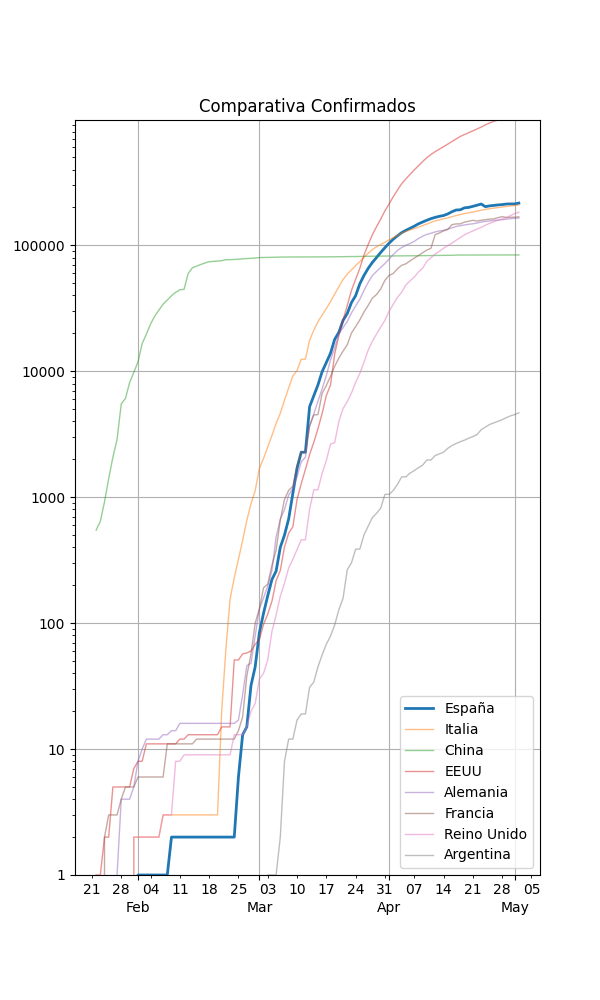 Comparativa Confirmados
100000
10000
1000
100
10
1
España
Italia
China
EEUU
Alemania
Francia
Reino Unido
Argentina
21 28 04 11 18 25 03 10 17 24 31 07 14 21 28 05
Feb Mar Apr May